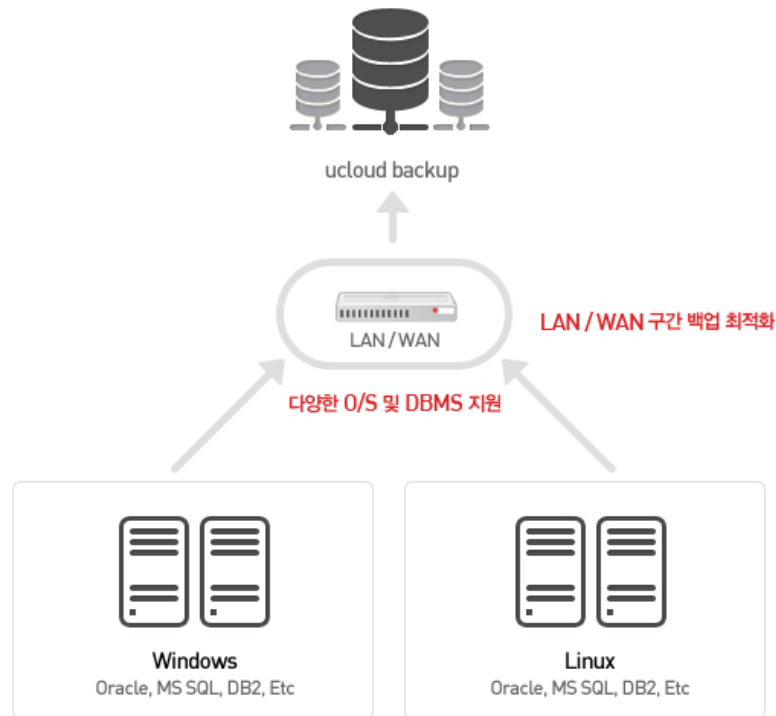 ucloud backup
LAN/WAN
LAN / WAN 구간 백업 최적화
다양한 O/S 및 DBMS 지원
Windows
Oracle, MS SQL, DB2, Etc
Linux
Oracle, MS SQL, DB2, Etc